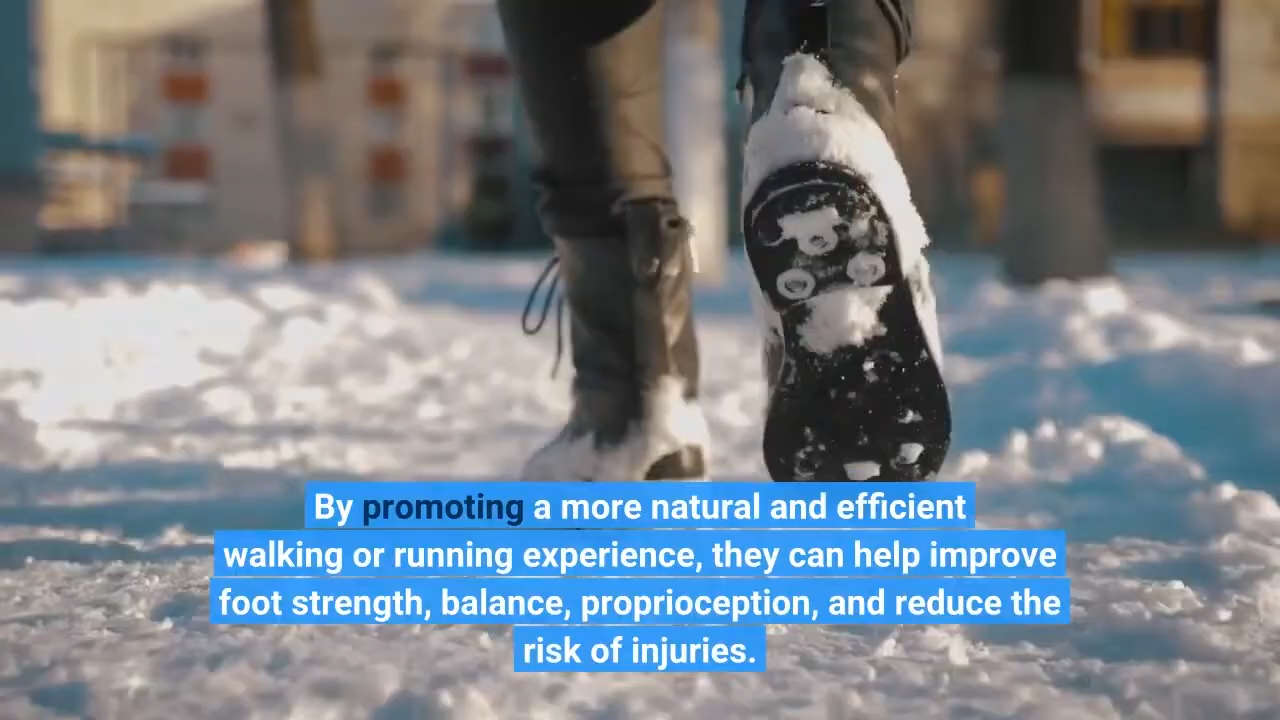 By promoting a more natural and efficient
walking or running experience, they can help improve
foot strength, balance, proprioception, and reduce the
risk of injuries.